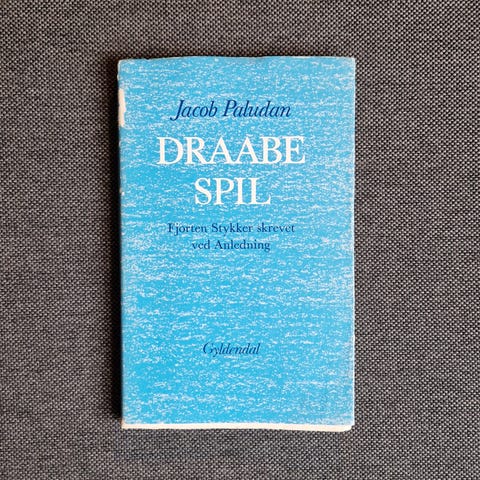 Jacob Paludan
DRAABE
SPIL
Fjorten Stykker skrevet
ved Anledning
Gyldendal